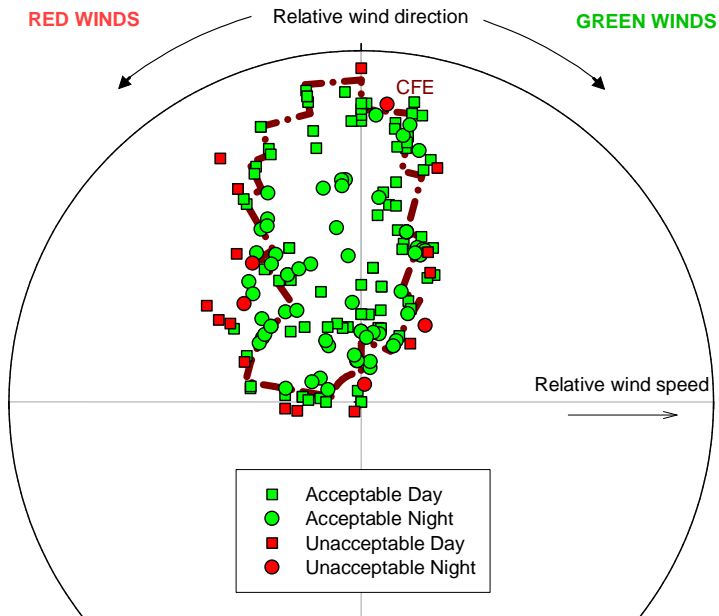 RED WINDS
Relative wind direction
GREEN WINDS
CFE
Relative wind speed
Acceptable Day
Acceptable Night
Unacceptable Day
Unacceptable Night